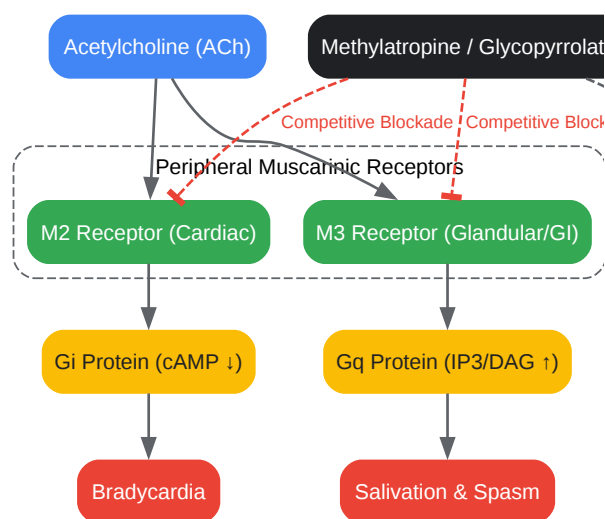 Acetylcholine (ACh)
Methylatropine / Glycopyrrolat
Competitive Blockade
Competitive Block
Peripheral Muscarinic Receptors
M2 Receptor (Cardiac)
M3 Receptor (Glandular/GI)
Gi Protein (cAMP ↓)
Gq Protein (IP3/DAG ↑)
Bradycardia
Salivation & Spasm